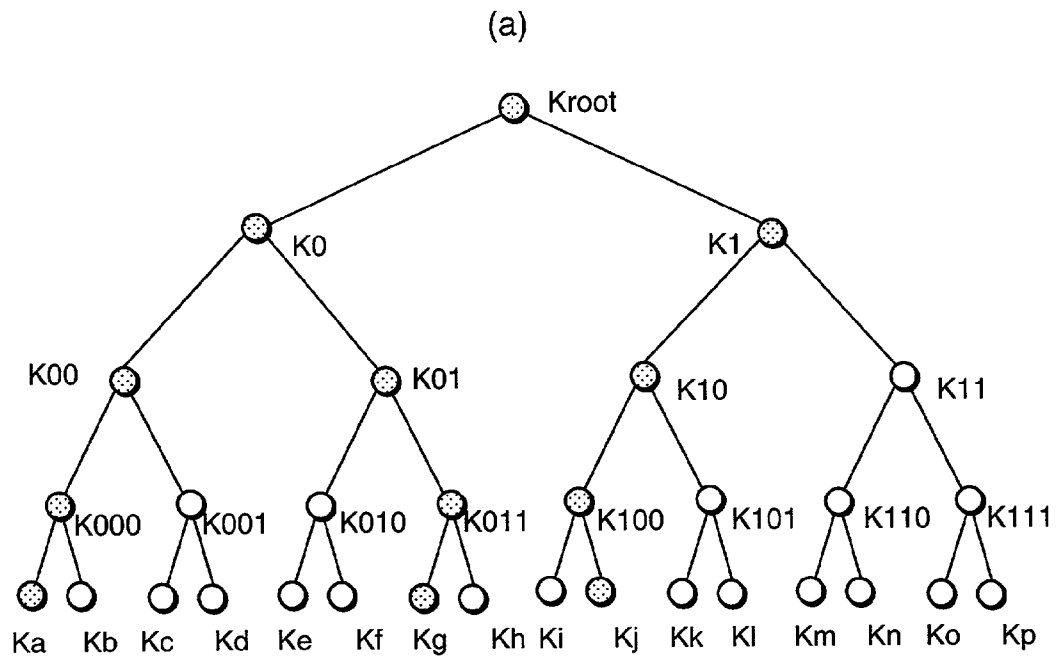 (a)
Kroot
K0 K1
K00 K01 K10 K11
K000 K001 K010 K011 K100 K101 K110 K111
Ka Kb Kc Kd Ke Kf Kg Kh Ki Kj Kk Kl Km Kn Ko Kp